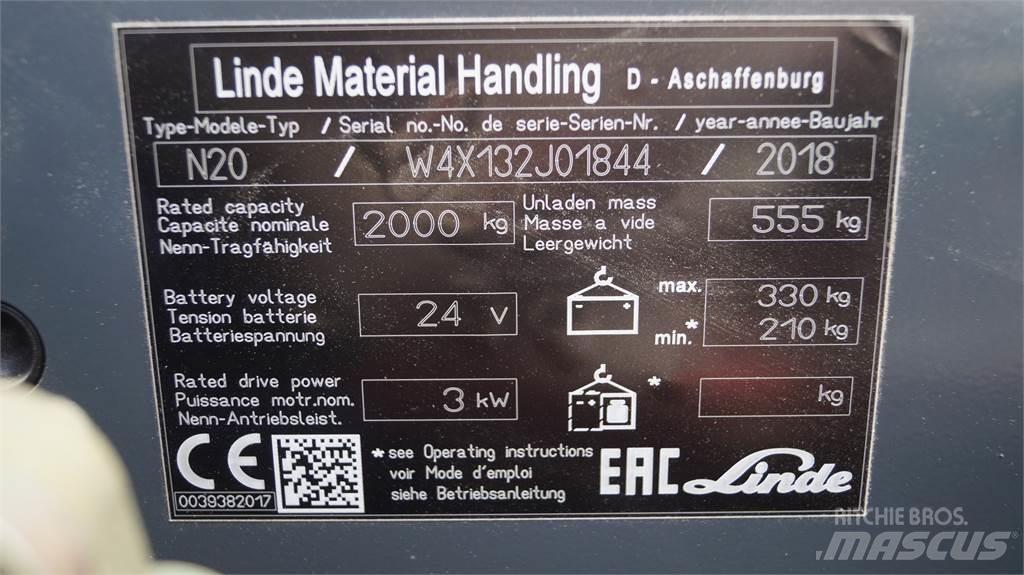 Linde Material Handling D - Aschaffenburg
Type-Modele-Typ / Serial no.-No. de serie-Serien-Nr. / year-annee-Baujahr
N20 / W4X132J01844 / 2018
Rated capacity
Capacite nominale
Nenn-Tragfähigkeit
2000 kg
Unladen mass
Masse a vide
Leergewicht
555 kg
Battery voltage
Tension batterie
Batteriespannung
24 V
max. 330 kg
min.* 210 kg
Rated drive power
Puissance motr.nom.
Nenn-Antriebsleist.
3 kW
* kg
CE
0039382017
*see Operating instructions
voir Mode d'emploi
siehe Betriebsanleitung
EAC Linde
RITCHIE BROS.
MASCUS